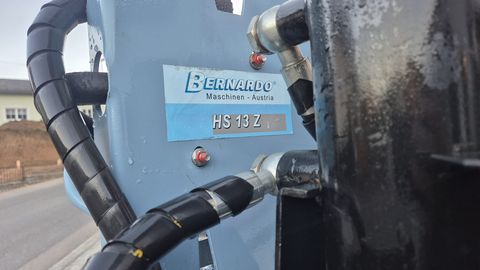 BERNARDO®
Maschinen - Austria
HS 13 Z